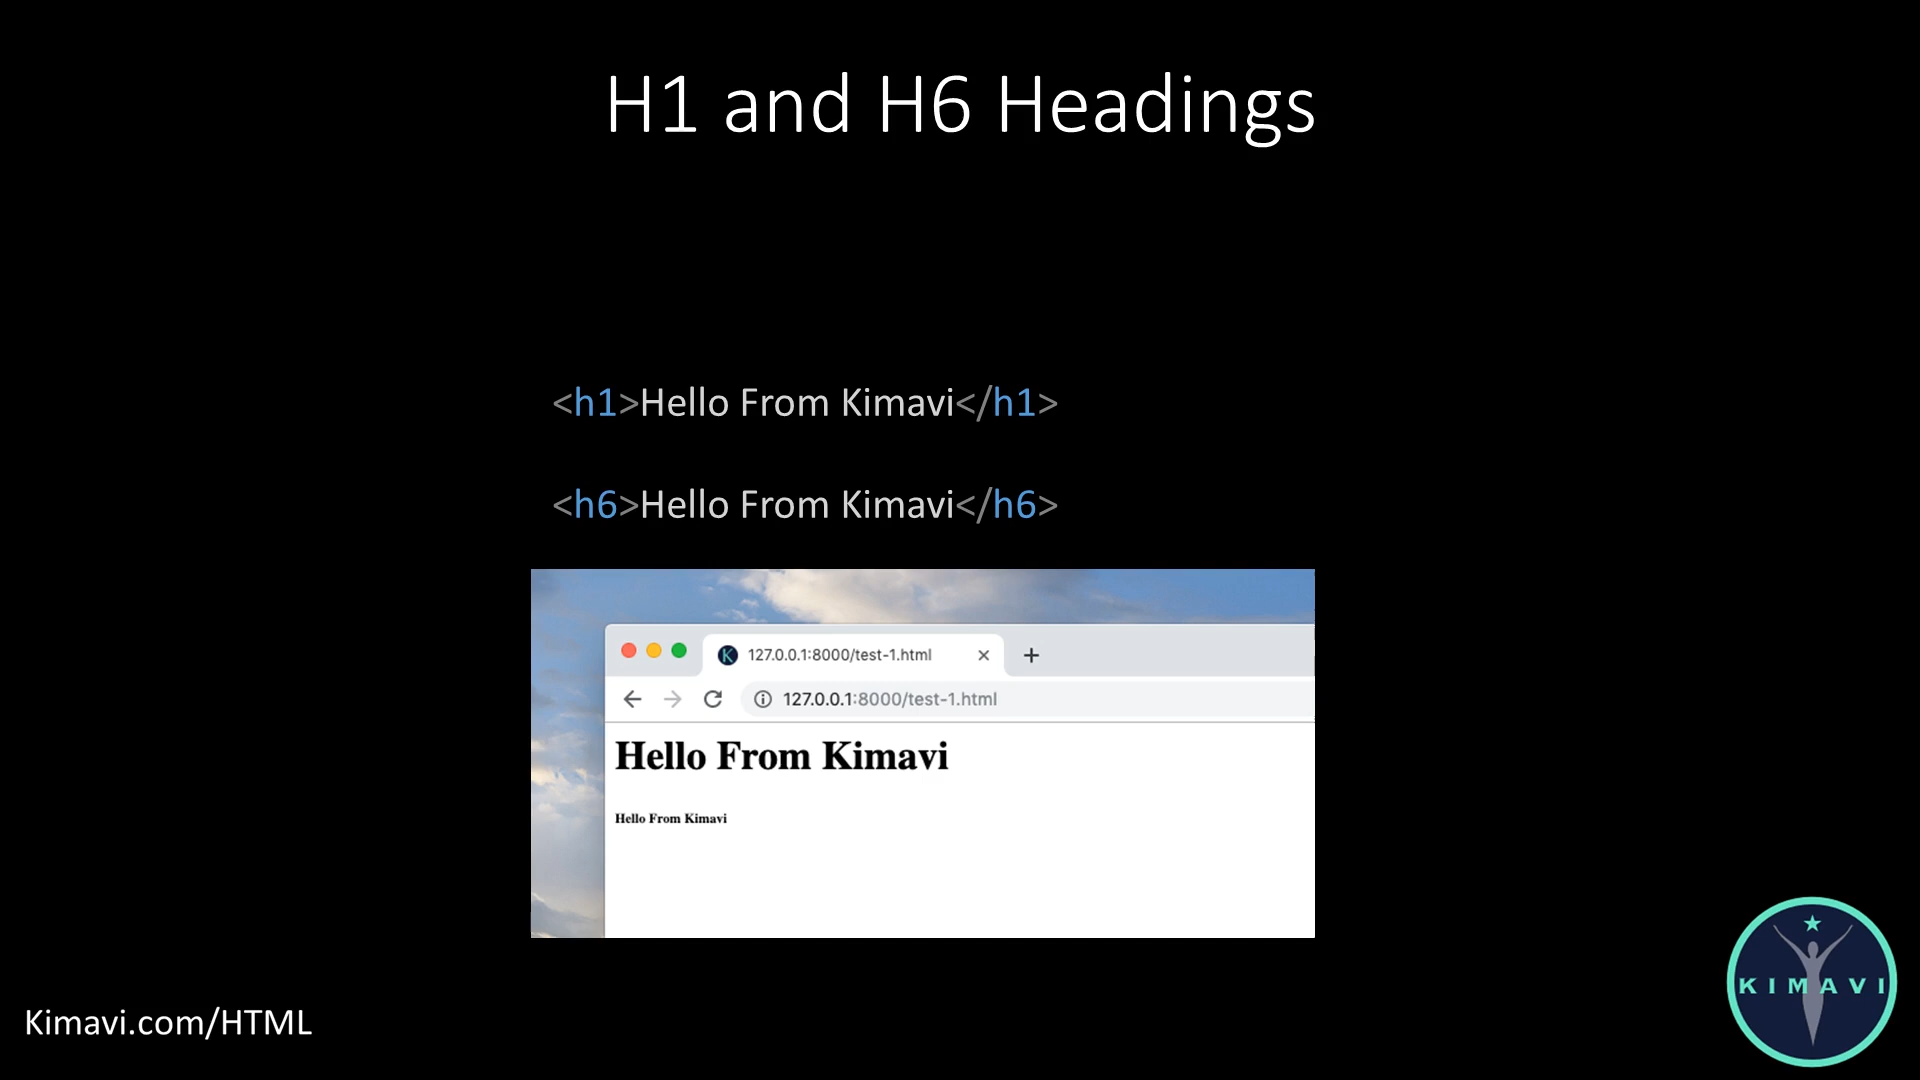 H1 and H6 Headings
<h1>Hello From Kimavi</h1>
<h6>Hello From Kimavi</h6>
127.0.0.1:8000/test-1.html
127.0.0.1:8000/test-1.html
Hello From Kimavi
Hello From Kimavi
KIMAVI
Kimavi.com/HTML